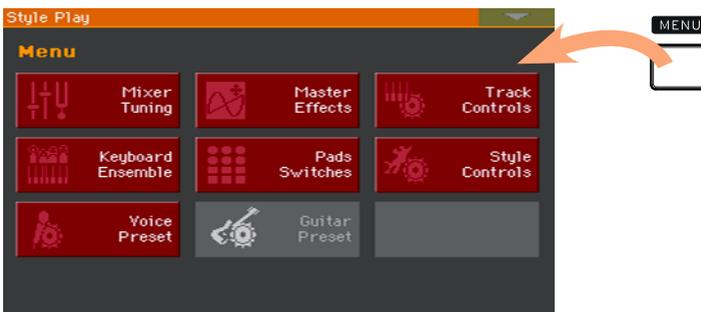 Style Play
MENU
Menu
Mixer
Tuning
Master
Effects
Track
Controls
Keyboard
Ensemble
Pads
Switches
Style
Controls
Voice
Preset
Guitar
Preset